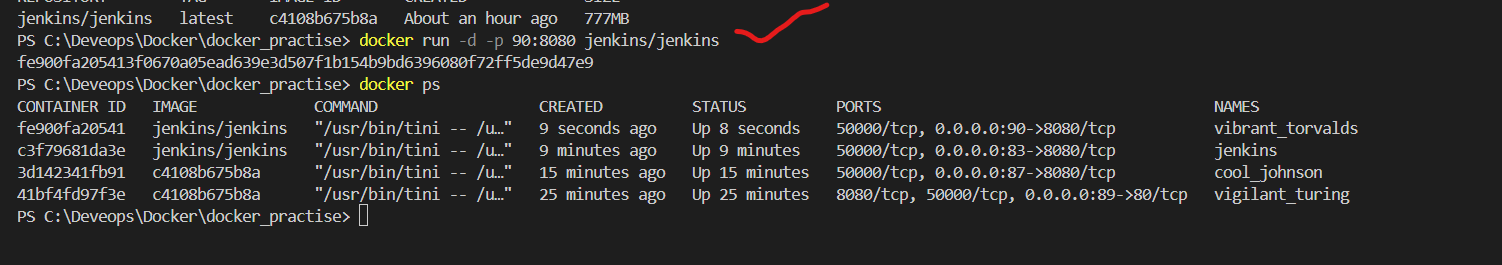 REPOSITORY TAG IMAGE ID CREATED SIZE
jenkins/jenkins latest c4108b675b8a About an hour ago 777MB
PS C:\Deveops\Docker\docker_practise> docker run -d -p 90:8080 jenkins/jenkins
fe900fa205413f0670a05ead639e3d507f1b154b9bd6396080f72ff5de9d47e9
PS C:\Deveops\Docker\docker_practise> docker ps
CONTAINER ID IMAGE COMMAND CREATED STATUS PORTS NAMES
fe900fa20541 jenkins/jenkins "/usr/bin/tini -- /u…" 9 seconds ago Up 8 seconds 50000/tcp, 0.0.0.0:90->8080/tcp vibrant_torvalds
c3f79681da3e jenkins/jenkins "/usr/bin/tini -- /u…" 9 minutes ago Up 9 minutes 50000/tcp, 0.0.0.0:83->8080/tcp jenkins
3d142341fb91 c4108b675b8a "/usr/bin/tini -- /u…" 15 minutes ago Up 15 minutes 50000/tcp, 0.0.0.0:87->8080/tcp cool_johnson
41bf4fd97f3e c4108b675b8a "/usr/bin/tini -- /u…" 25 minutes ago Up 25 minutes 8080/tcp, 50000/tcp, 0.0.0.0:89->80/tcp vigilant_turing
PS C:\Deveops\Docker\docker_practise>